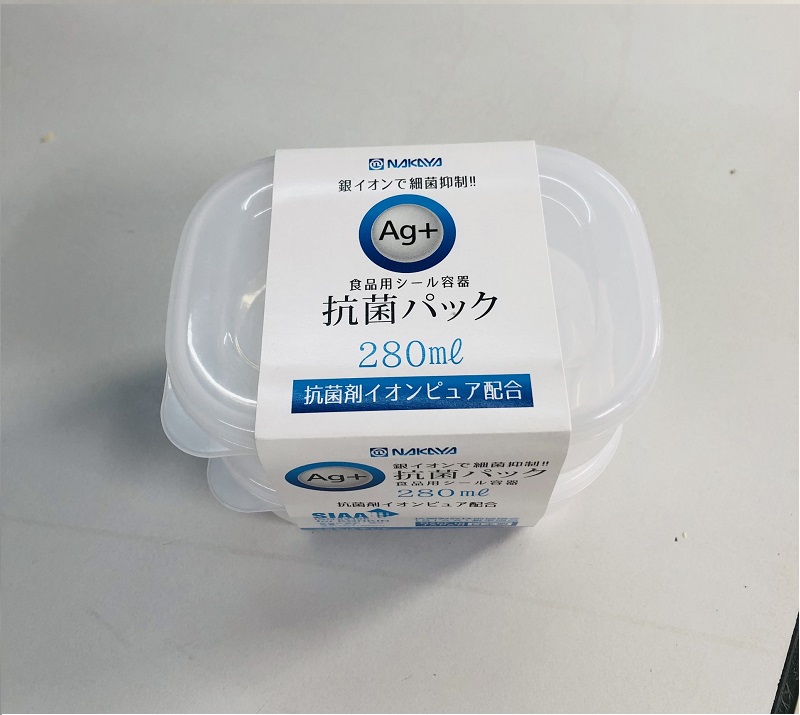 NAKAYA
銀イオンで細菌抑制!!
Ag+
食品用シール容器
抗菌パック
280mℓ
抗菌剤イオンピュア配合
NAKAYA
Ag+
銀イオンで細菌抑制!!
抗菌パック
食品用シール容器
280mℓ
抗菌剤イオンピュア配合
SIAA